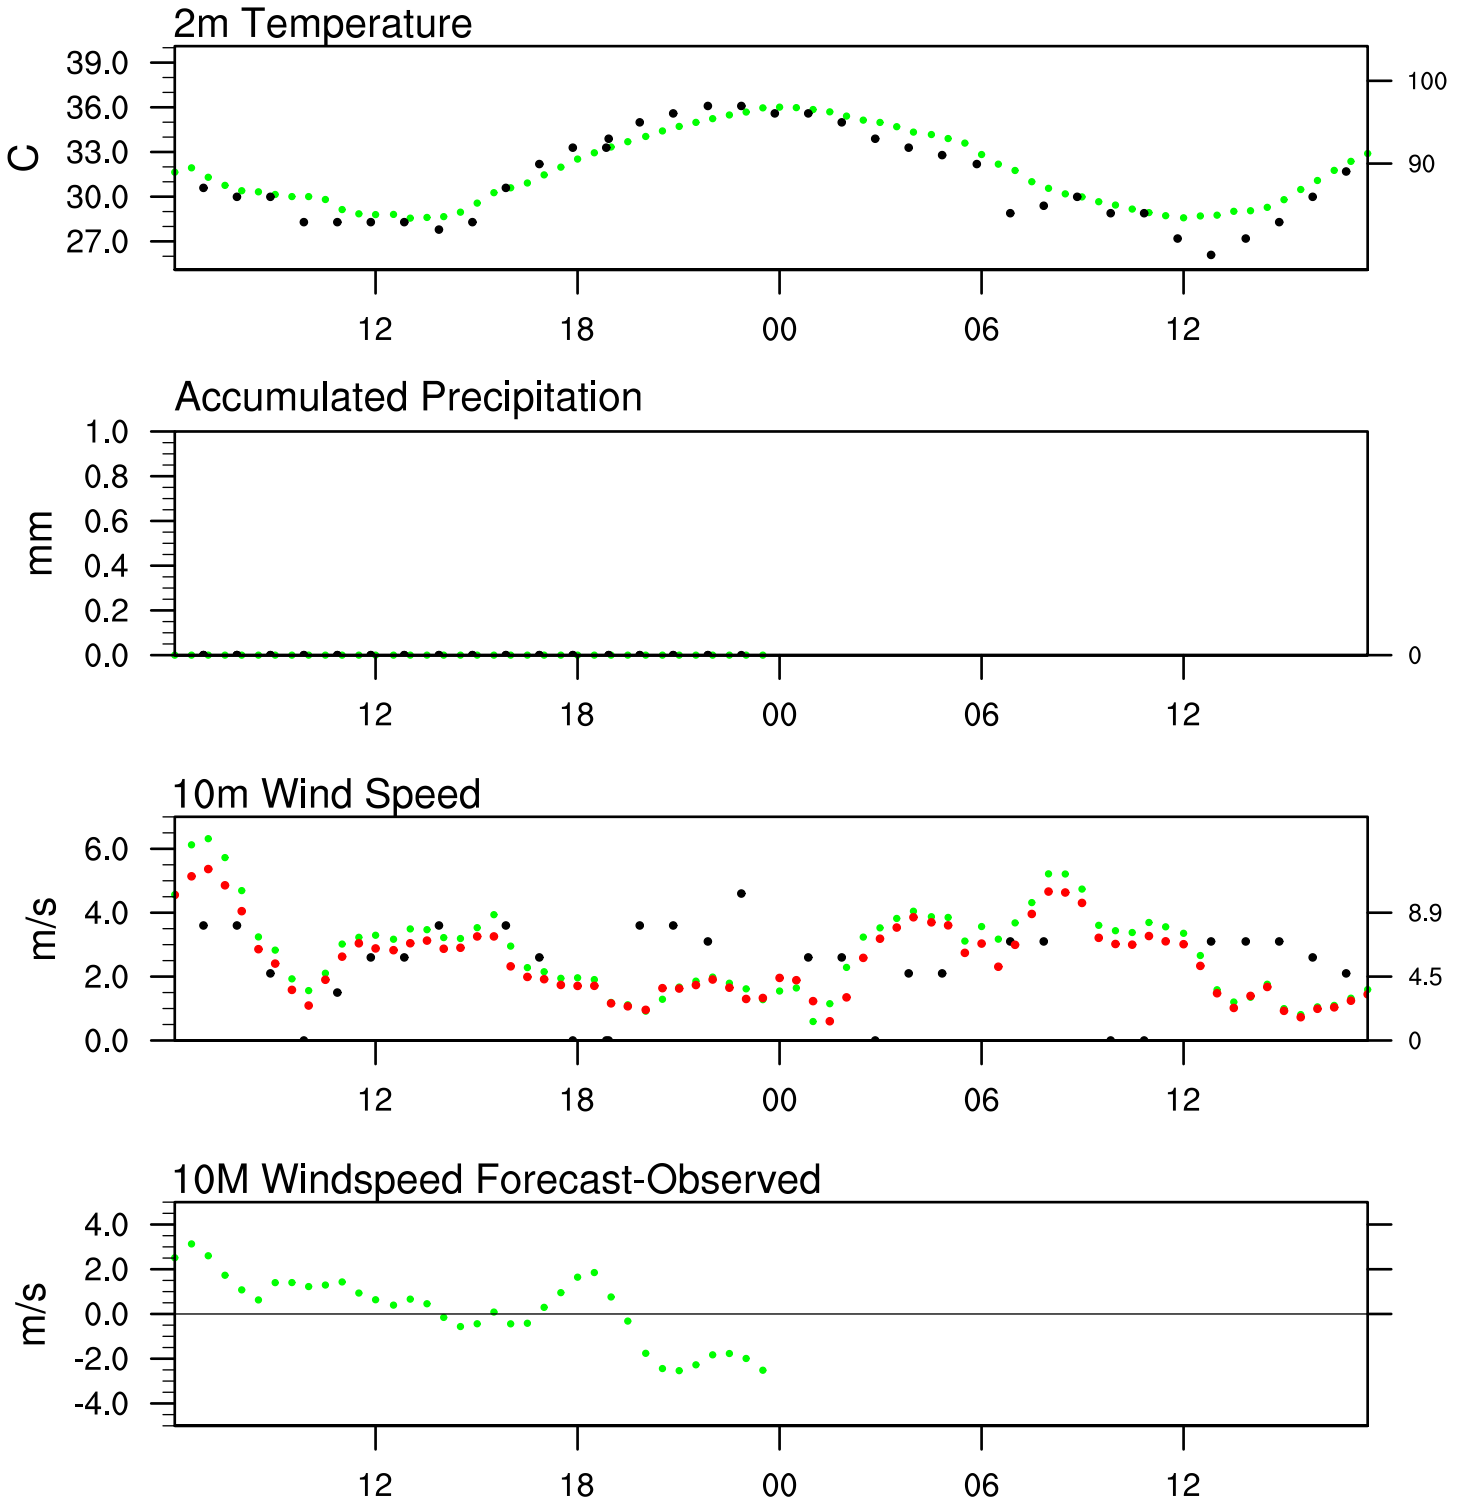 2m Temperature
39.0
36.0
33.0
30.0
27.0
C
100
90
12 18 00 06 12
Accumulated Precipitation
1.0
0.8
0.6
0.4
0.2
0.0
mm
0
12 18 00 06 12
10m Wind Speed
6.0
4.0
2.0
0.0
m/s
8.9
4.5
0
12 18 00 06 12
10M Windspeed Forecast-Observed
4.0
2.0
0.0
-2.0
-4.0
m/s
12 18 00 06 12